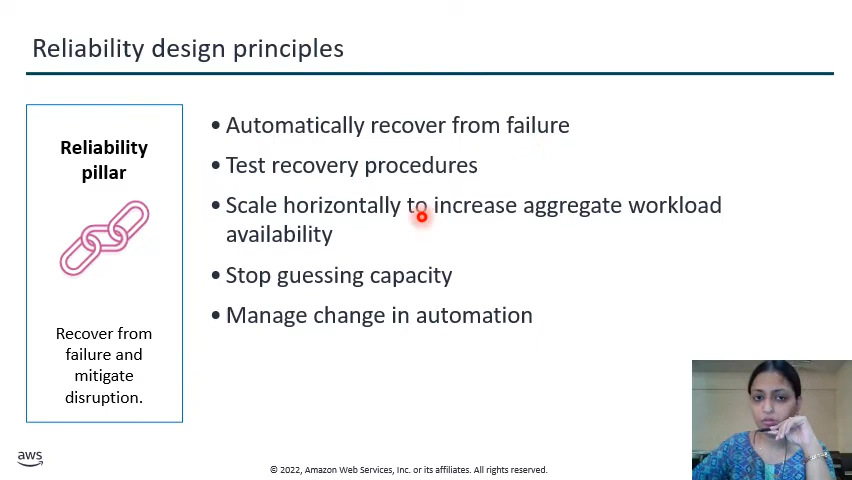 Reliability design principles
Reliability
pillar
Recover from
failure and
mitigate
disruption.
• Automatically recover from failure
• Test recovery procedures
• Scale horizontally to increase aggregate workload
availability
• Stop guessing capacity
• Manage change in automation
aws
© 2022, Amazon Web Services, Inc. or its affiliates. All rights reserved.